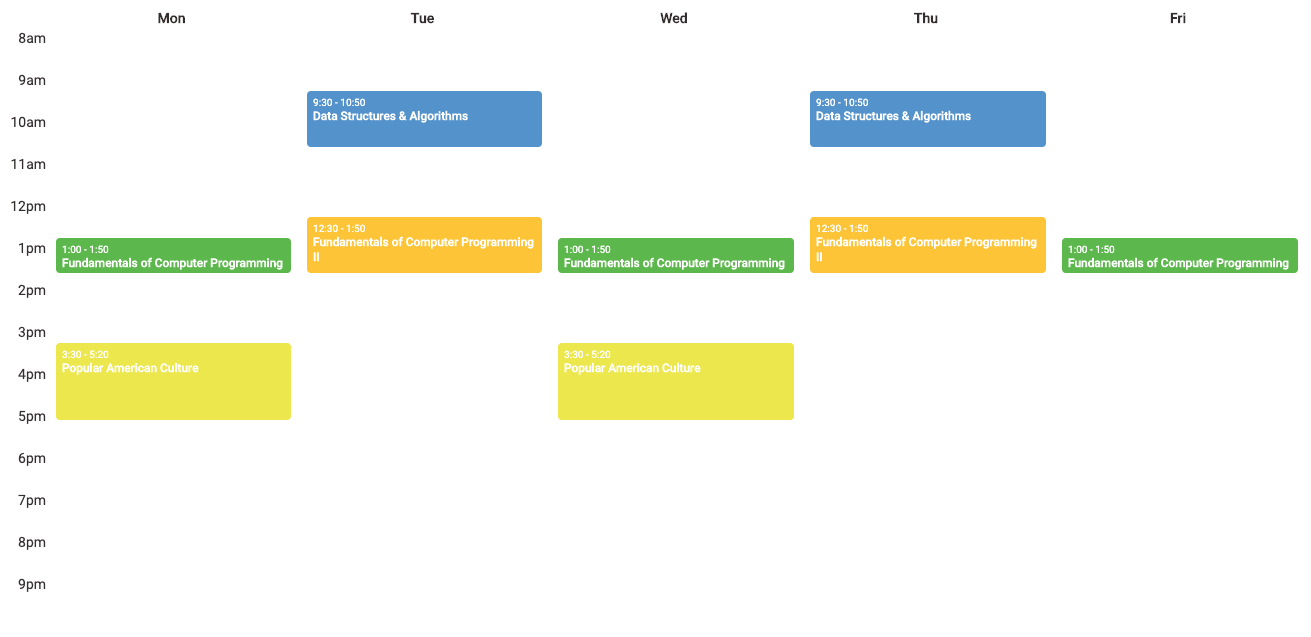 Mon Tue Wed Thu Fri
8am
9am
9:30 - 10:50
Data Structures & Algorithms
9:30 - 10:50
Data Structures & Algorithms
10am
11am
12pm
12:30 - 1:50
Fundamentals of Computer Programming
II
12:30 - 1:50
Fundamentals of Computer Programming
II
1pm
1:00 - 1:50
Fundamentals of Computer Programming
1:00 - 1:50
Fundamentals of Computer Programming
1:00 - 1:50
Fundamentals of Computer Programming
2pm
3pm
3:30 - 5:20
Popular American Culture
3:30 - 5:20
Popular American Culture
4pm
5pm
6pm
7pm
8pm
9pm